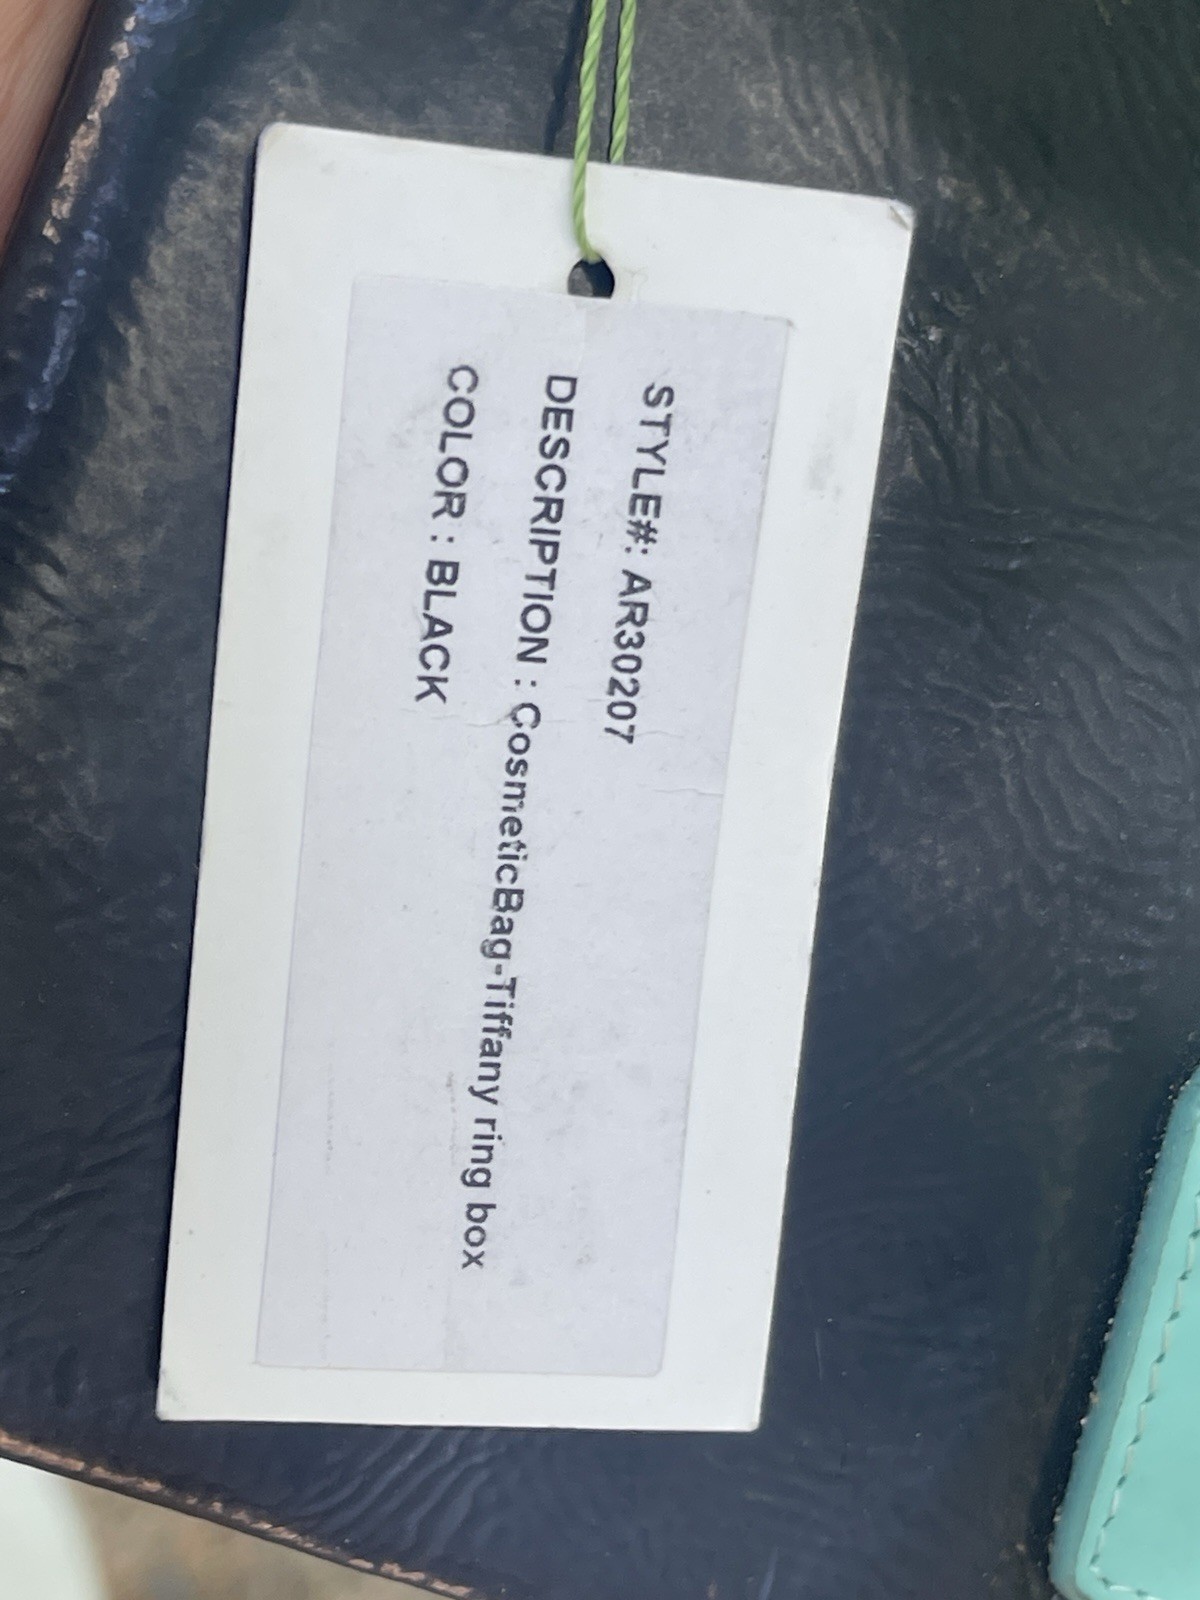 STYLE#: AR30207
DESCRIPTION : CosmeticBag-Tiffany ring box
COLOR : BLACK